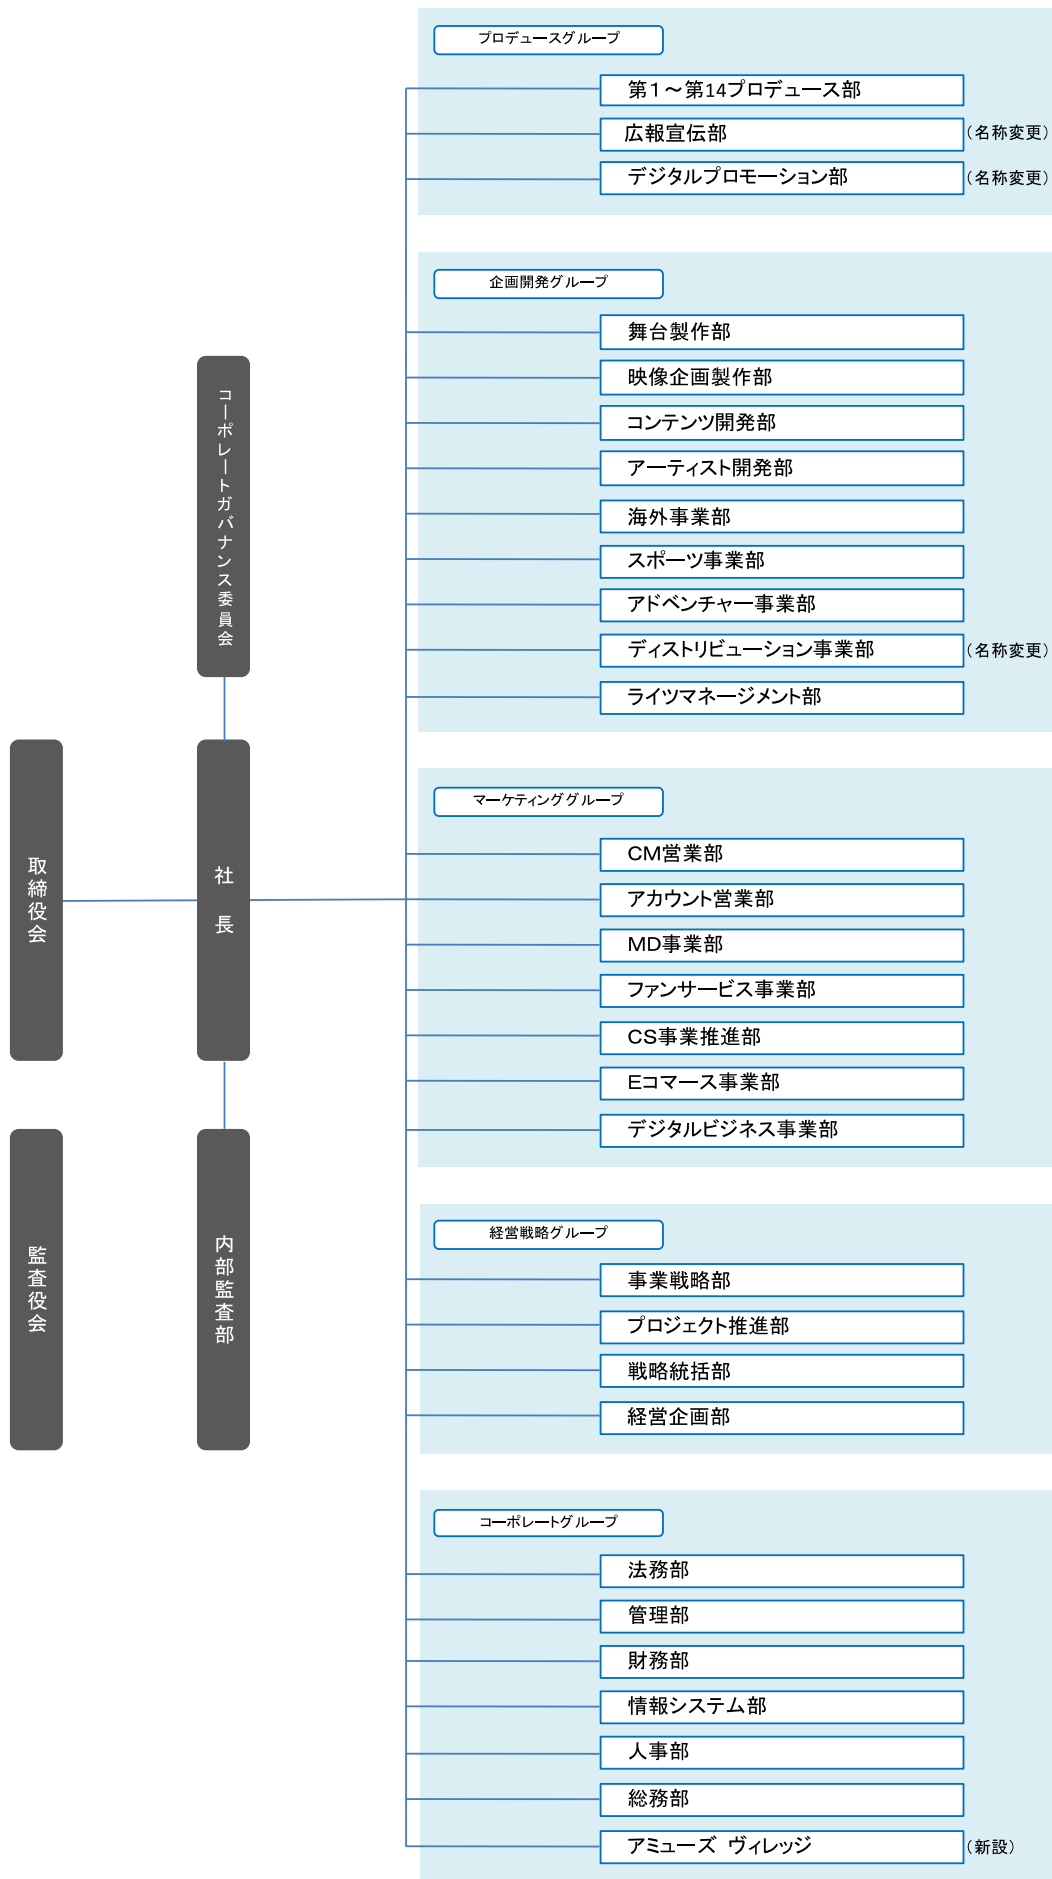 プロデュースグループ
第１～第14プロデュース部
広報宣伝部
（名称変更）
デジタルプロモーション部
（名称変更）
企画開発グループ
舞台製作部
映像企画製作部
コンテンツ開発部
アーティスト開発部
海外事業部
スポーツ事業部
アドベンチャー事業部
ディストリビューション事業部
（名称変更）
ライツマネージメント部
コーポレートガバナンス委員会
取締役会
社長
監査役会
内部監査部
マーケティンググループ
CM営業部
アカウント営業部
MD事業部
ファンサービス事業部
CS事業推進部
Eコマース事業部
デジタルビジネス事業部
経営戦略グループ
事業戦略部
プロジェクト推進部
戦略統括部
経営企画部
コーポレートグループ
法務部
管理部
財務部
情報システム部
人事部
総務部
アミューズ ヴィレッジ
（新設）